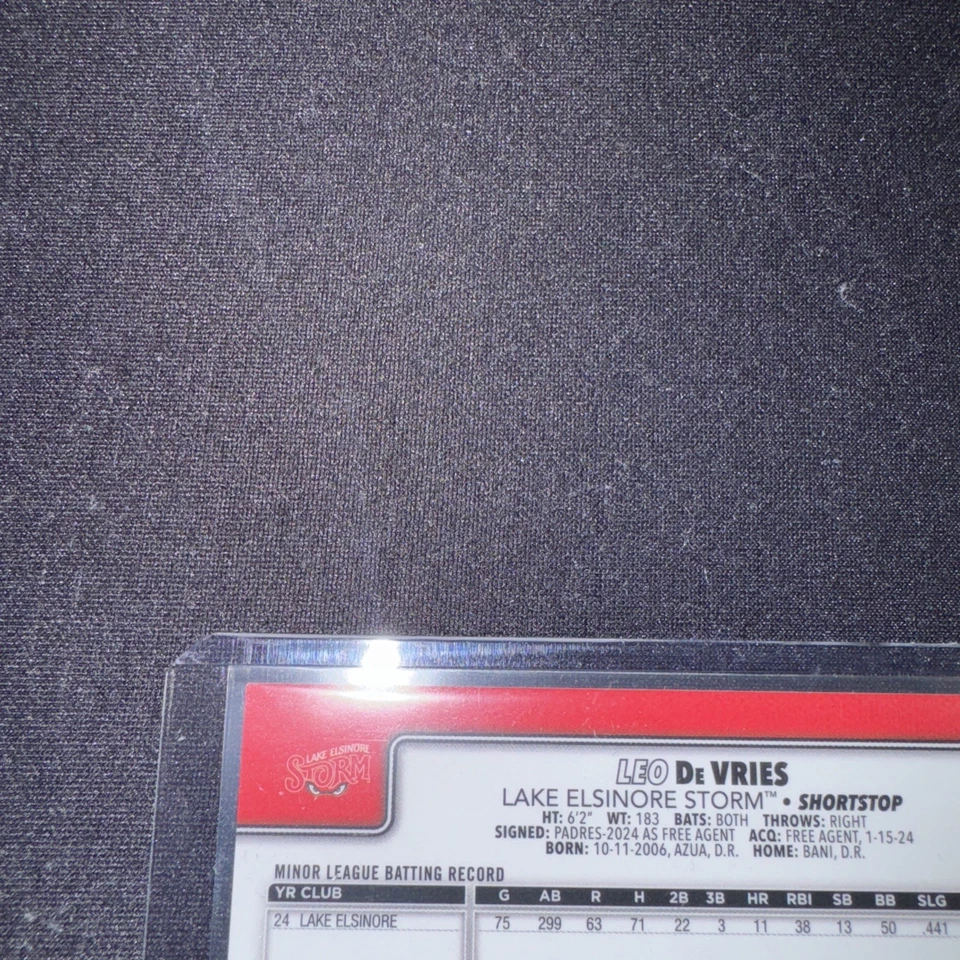 LAKE ELSINORE
STORM
LEO De VRIES
LAKE ELSINORE STORM™ • SHORTSTOP
HT: 6'2" WT: 183 BATS: BOTH THROWS: RIGHT
SIGNED: PADRES-2024 AS FREE AGENT ACQ: FREE AGENT, 1-15-24
BORN: 10-11-2006, AZUA, D.R. HOME: BANI, D.R.
MINOR LEAGUE BATTING RECORD
YR CLUB G AB R H 2B 3B HR RBI SB BB SLG
24 LAKE ELSINORE 75 299 63 71 22 3 11 38 13 50 .441